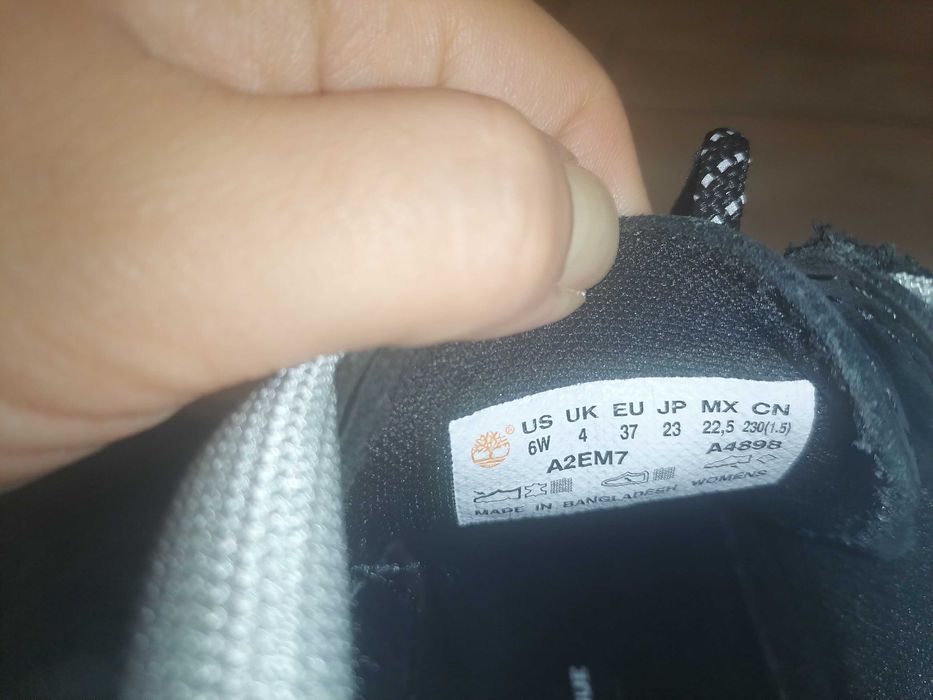 ® US UK EU JP MX CN
6W 4 37 23 22,5 230(1.5)
A2EM7 A4898
MADE IN BANGLADESH WOMENS